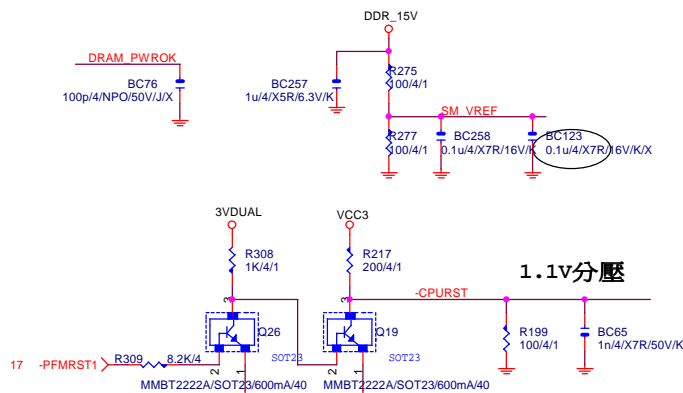 DDR_15V
DRAM_PWROK
BC76
100p/4/NPO/50V/J/X
BC257
1u/4/X5R/6.3V/K
R275
100/4/1
SM_VREF
R277
100/4/1
BC258
0.1u/4/X7R/16V/K
BC123
0.1u/4/X7R/16V/K/X
3VDUAL
VCC3
R308
1K/4/1
R217
200/4/1
1.1V分壓
3
3
-CPURST
Q26
Q19
R199
100/4/1
BC65
1n/4/X7R/50V/K
17 -PFMRST1
R309 8.2K/4
SOT23
SOT23
2
1
2
1
MMBT2222A/SOT23/600mA/40
MMBT2222A/SOT23/600mA/40